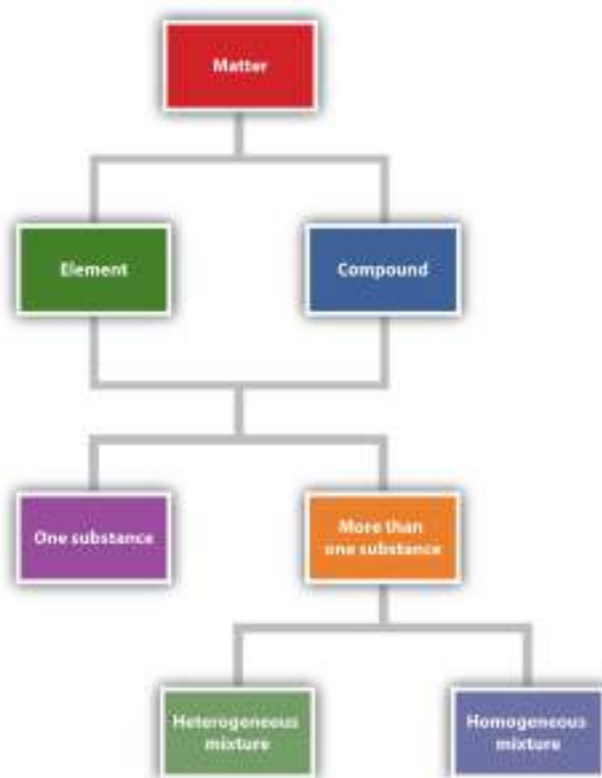 Matter
Element
Compound
One substance
More than
one substance
Heterogeneous
mixture
Homogeneous
mixture